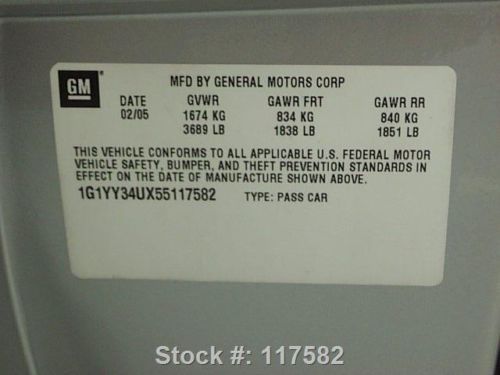 GM
MFD BY GENERAL MOTORS CORP
DATE GVWR GAWR FRT GAWR RR
02/05 1674 KG 834 KG 840 KG
3689 LB 1838 LB 1851 LB
THIS VEHICLE CONFORMS TO ALL APPLICABLE U.S. FEDERAL MOTOR
VEHICLE SAFETY, BUMPER, AND THEFT PREVENTION STANDARDS IN
EFFECT ON THE DATE OF MANUFACTURE SHOWN ABOVE.
1G1YY34UX55117582 TYPE: PASS CAR
Stock #: 117582